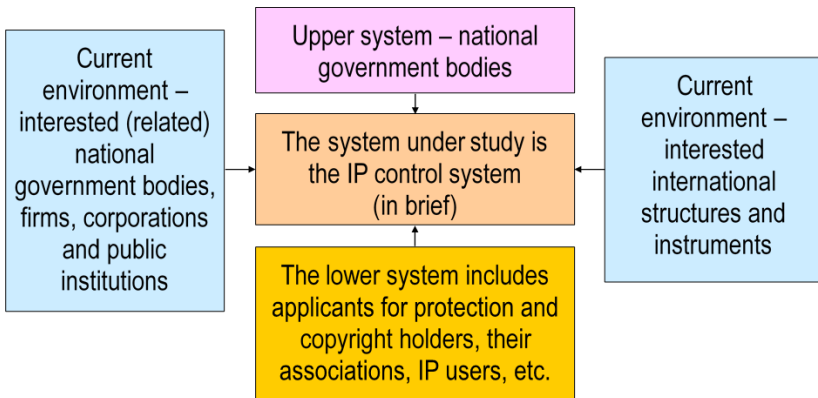 Current
environment –
interested (related)
national
government bodies,
firms, corporations
and public
institutions
Upper system – national
government bodies
The system under study is
the IP control system
(in brief)
The lower system includes
applicants for protection and
copyright holders, their
associations, IP users, etc.
Current
environment –
interested
international
structures and
instruments